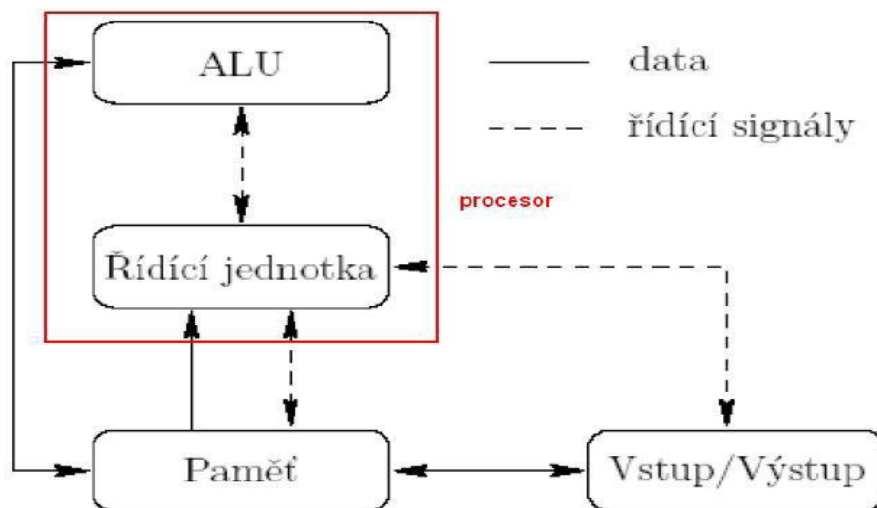 ALU
data
řídící signály
procesor
Řídící jednotka
Paměť
Vstup/Výstup